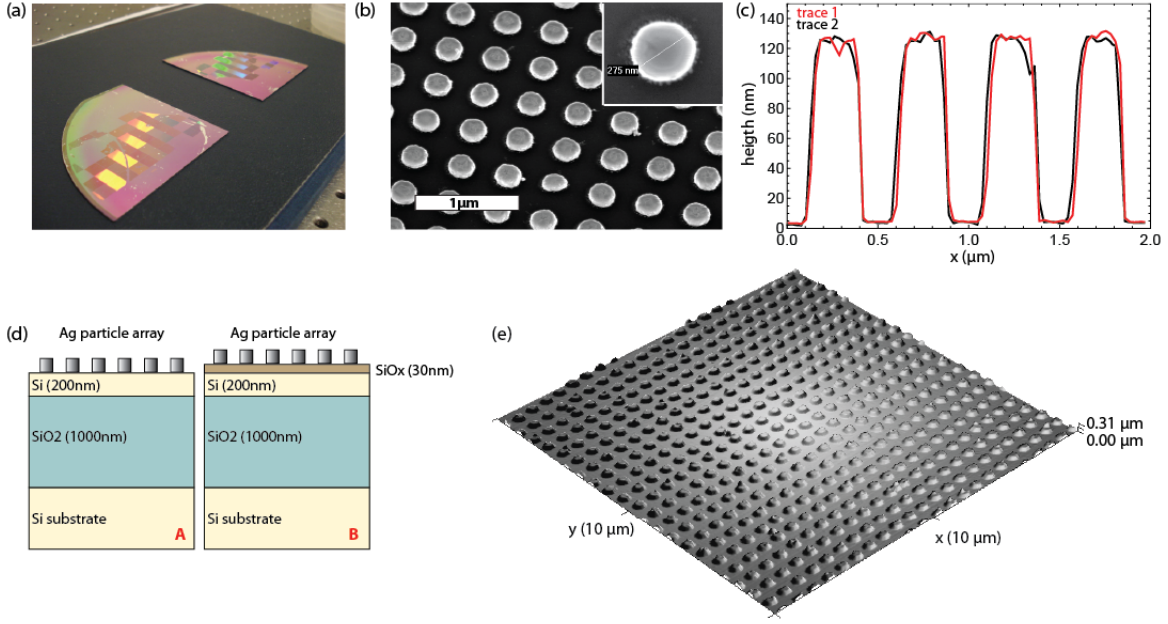 (a)
(b)
275 nm
1μm
(c)
trace 1
trace 2
heigth (nm)
140
120
100
80
60
40
20
0
0.0
0.5
1.0
1.5
2.0
x (μm)
(d)
Ag particle array
Si (200nm)
SiO2 (1000nm)
Si substrate
A
Ag particle array
SiOx (30nm)
Si (200nm)
SiO2 (1000nm)
Si substrate
B
(e)
0.31 μm
0.00 μm
y (10 μm)
x (10 μm)